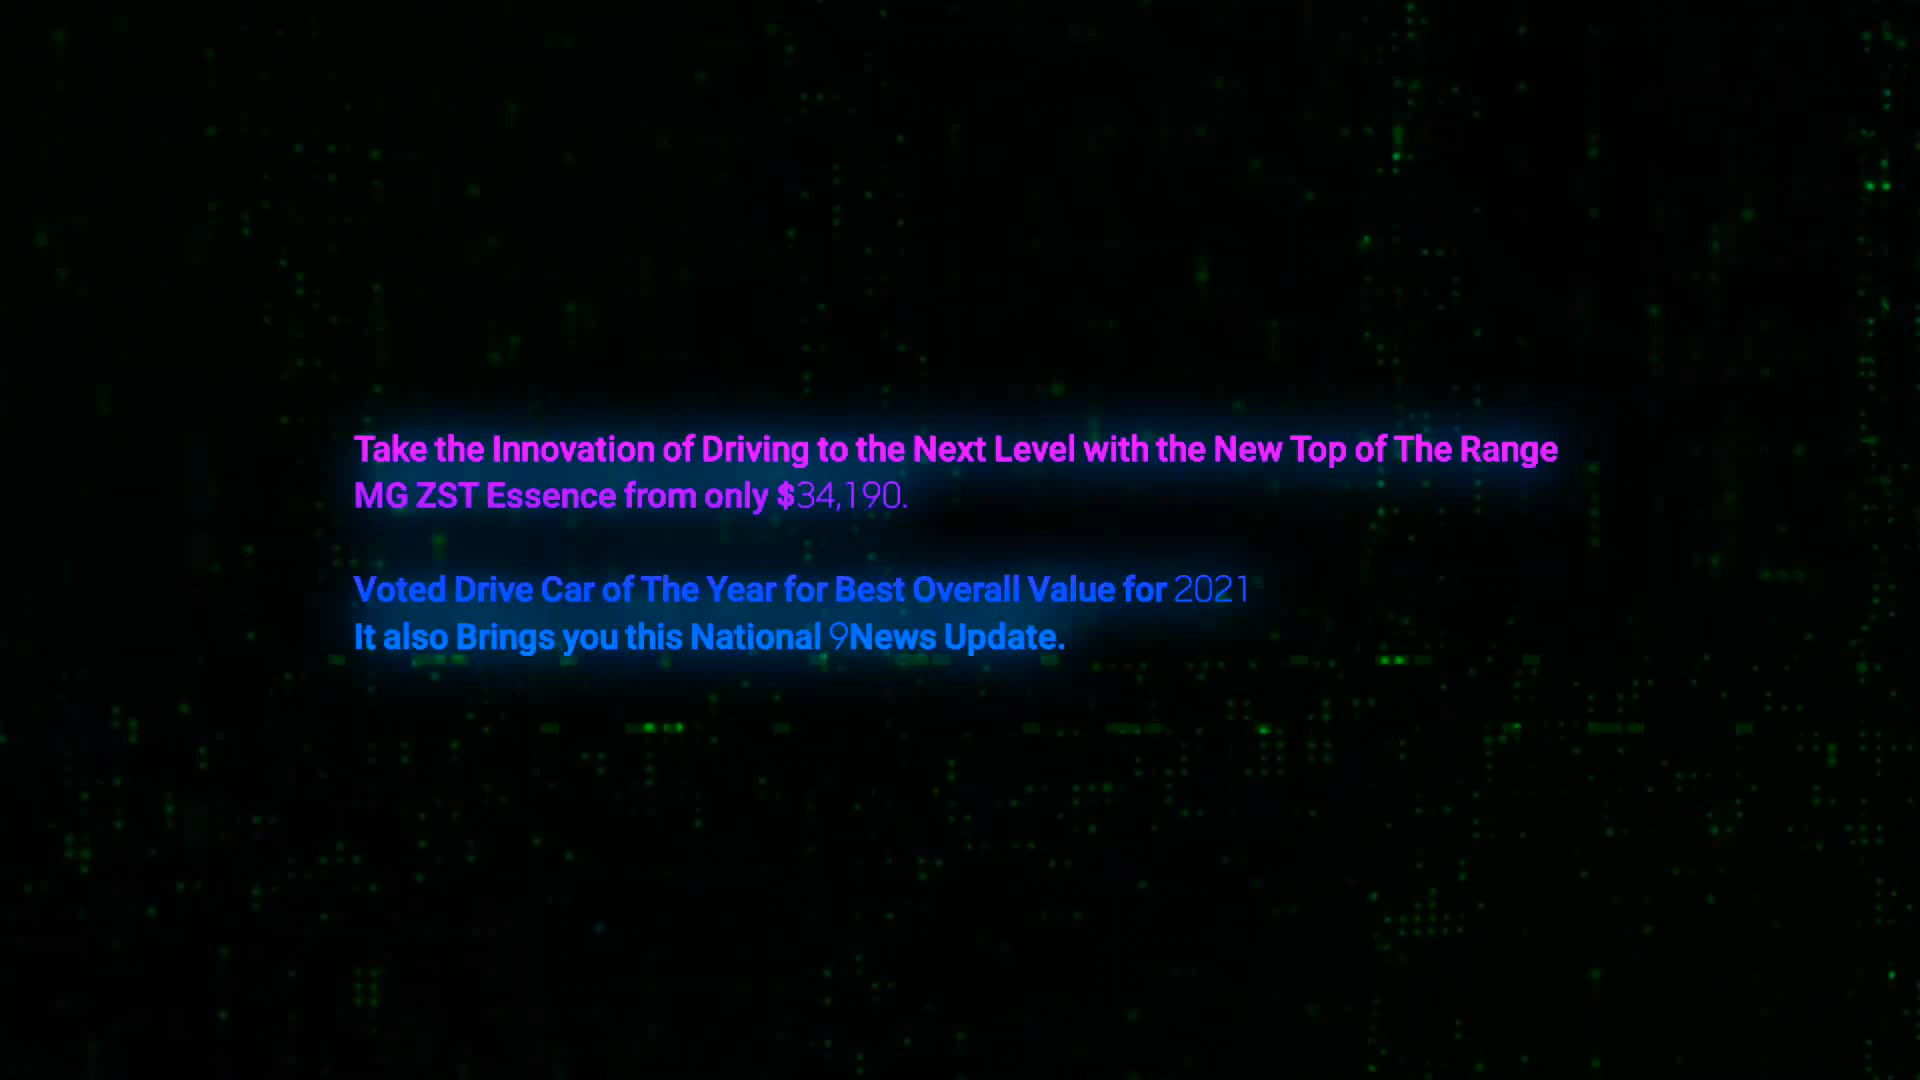 Take the Innovation of Driving to the Next Level with the New Top of The Range
MG ZST Essence from only $34,190.
Voted Drive Car of The Year for Best Overall Value for 2021
It also Brings you this National 9News Update.